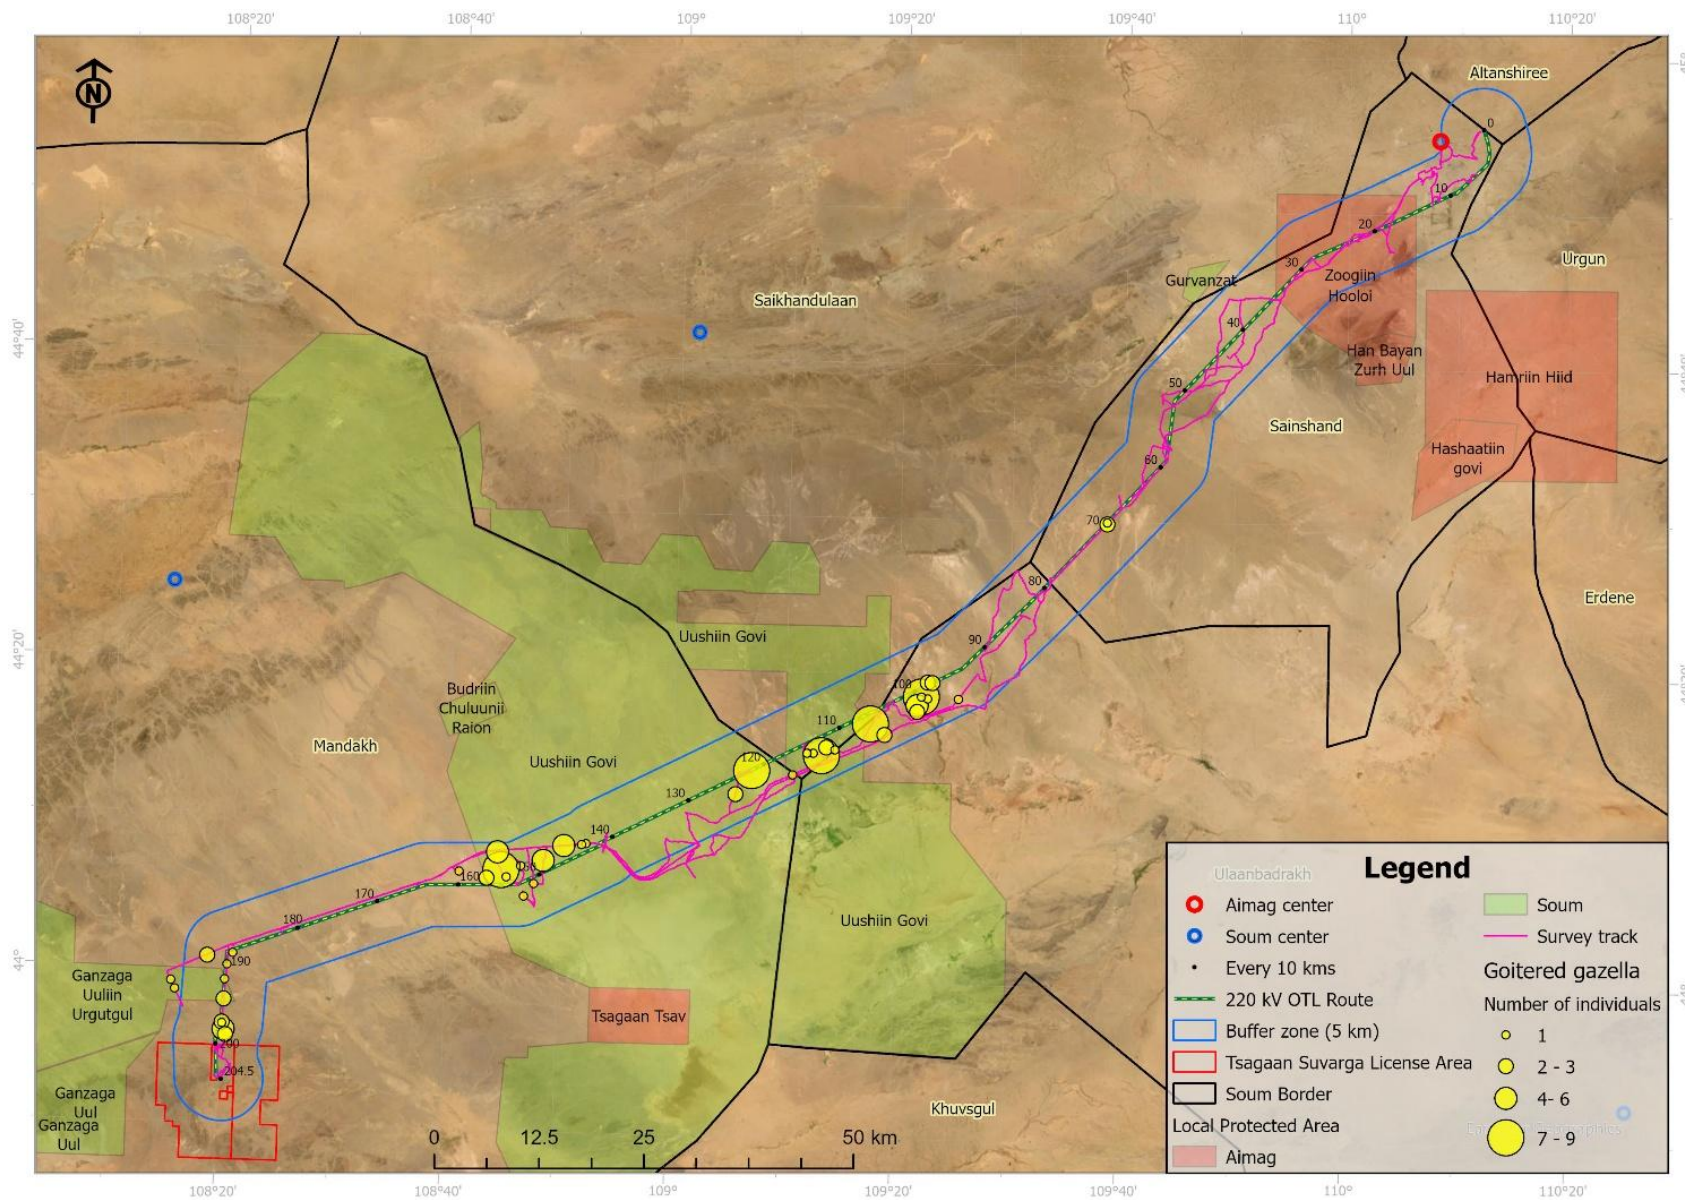 108°20'
108°40'
109°
109°20'
109°40'
110°
110°20'
N
Altanshiree
0
10
20
Urgun
30
Zoogiin
Hooloi
Gurvanzat
Saikhandulaan
40
44°40'
Han Bayan
Zurh Uul
Hamriin Hiid
50
Sainshand
Hashaatiin
govi
60
70
80
Erdene
Uushiin Govi
90
44°20'
Budriin
Chuluunii
Raion
100
Mandakh
110
Uushiin Govi
120
130
140
160
170
180
Uushiin Govi
190
44°
Ganzaga
Uuliin
Urgutgul
Tsagaan Tsav
200
204.5
Ganzaga
Uul
Ganzaga
Uul
Khuvsgul
0
12.5
25
50 km
Legend
Ulaanbadrakh
Aimag center
Soum center
Every 10 kms
220 kV OTL Route
Buffer zone (5 km)
Tsagaan Suvarga License Area
Soum Border
Local Protected Area
Aimag
Soum
Survey track
Goitered gazella
Number of individuals
1
2 - 3
4- 6
7 - 9
108°20'
108°40'
109°
109°20'
109°40'
110°
110°20'